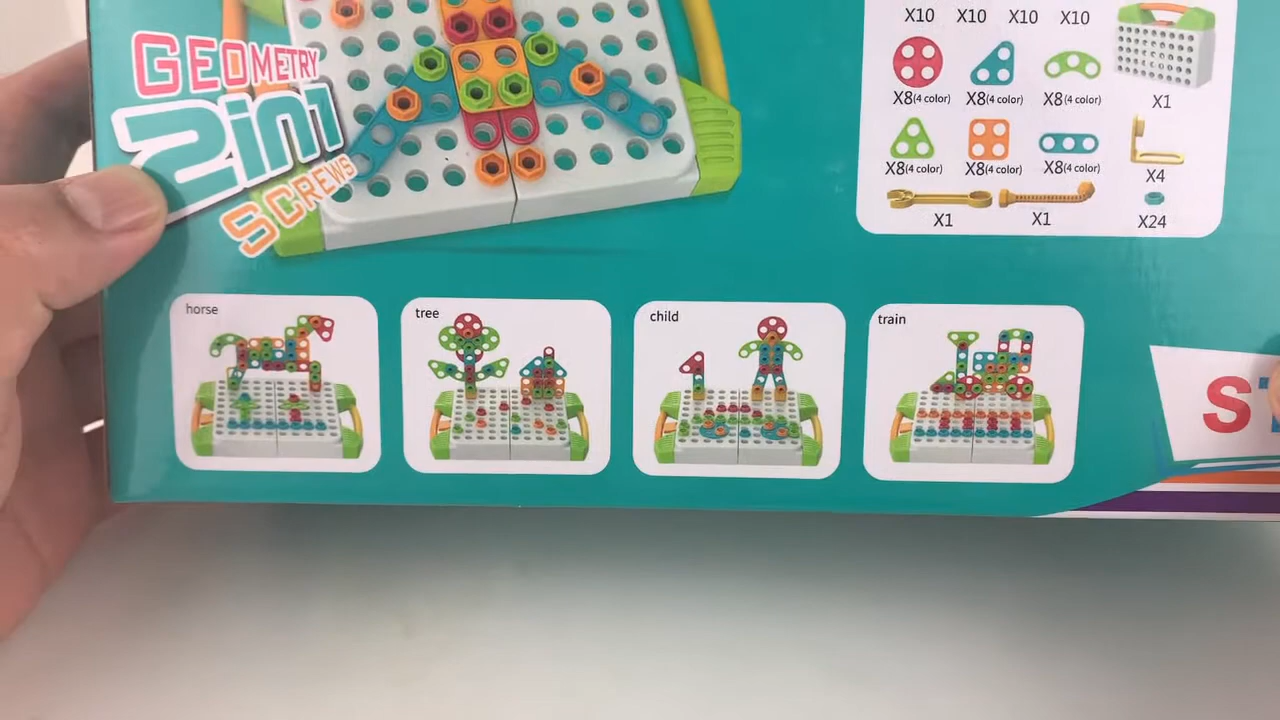 GEOMETRY
2in1
SCREWS
X10 X10 X10 X10
X8(4 color) X8(4 color) X8(4 color) X1
X8(4 color) X8(4 color) X8(4 color) X4
X1 X1 X24
horse tree child train